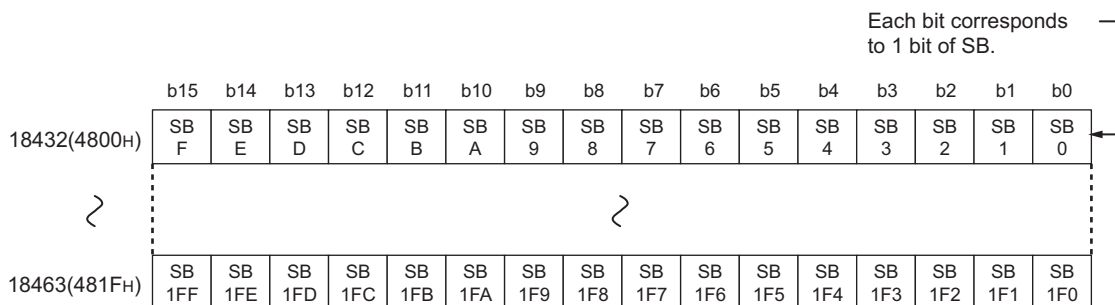 Each bit corresponds
to 1 bit of SB.
b15 b14 b13 b12 b11 b10 b9 b8 b7 b6 b5 b4 b3 b2 b1 b0
18432(4800H) SB F SB E SB D SB C SB B SB A SB 9 SB 8 SB 7 SB 6 SB 5 SB 4 SB 3 SB 2 SB 1 SB 0
18463(481FH) SB 1FF SB 1FE SB 1FD SB 1FC SB 1FB SB 1FA SB 1F9 SB 1F8 SB 1F7 SB 1F6 SB 1F5 SB 1F4 SB 1F3 SB 1F2 SB 1F1 SB 1F0